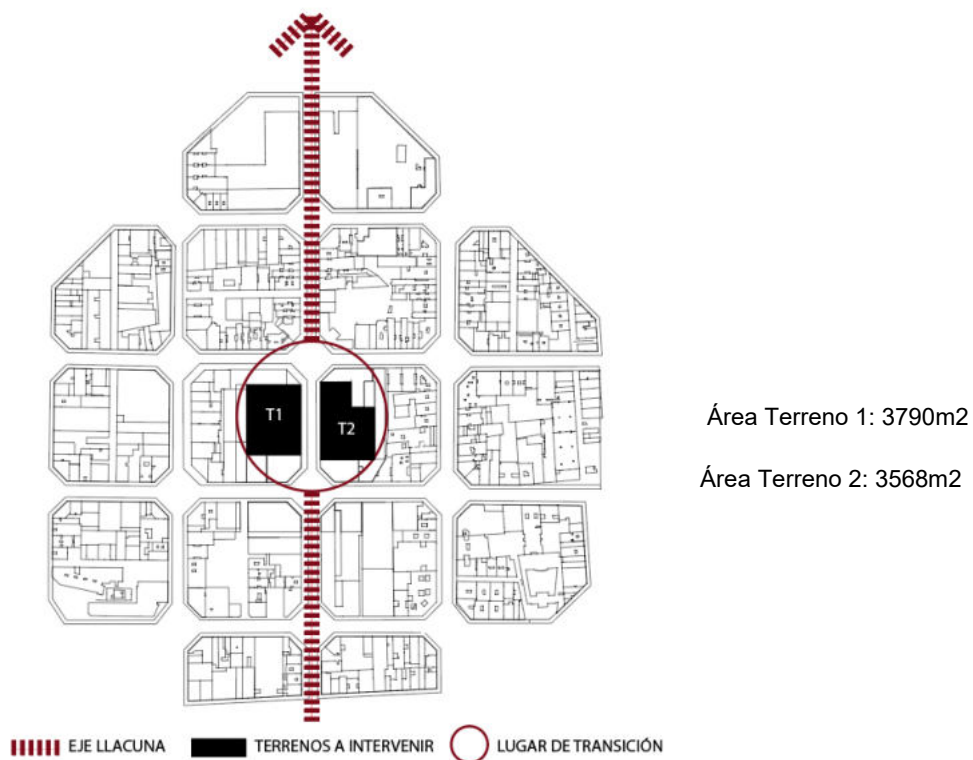 T1
T2
Área Terreno 1: 3790m2
Área Terreno 2: 3568m2
EJE LLACUNA TERRENOS A INTERVENIR LUGAR DE TRANSICIÓN